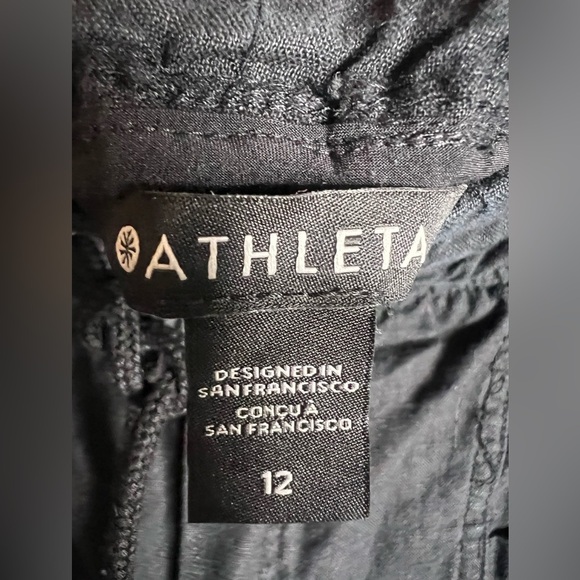 ATHLETA
DESIGNED IN
SAN FRANCISCO
CONÇU À
SAN FRANCISCO
12